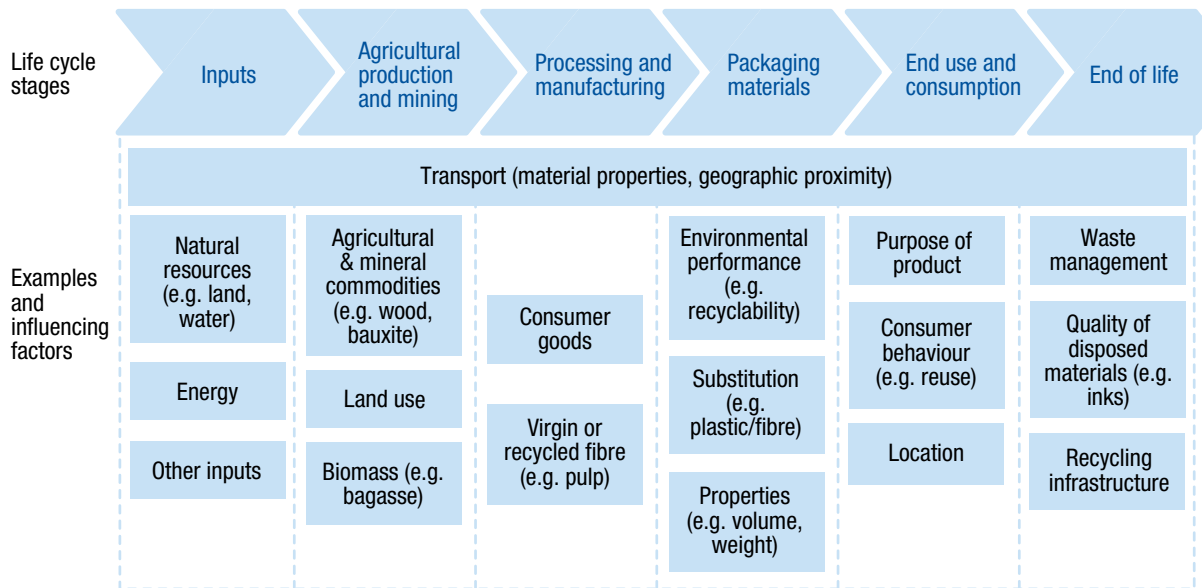 Life cycle
stages
Inputs
Agricultural
production
and mining
Processing and
manufacturing
Packaging
materials
End use and
consumption
End of life
Transport (material properties, geographic proximity)
Examples
and
influencing
factors
Natural
resources
(e.g. land,
water)
Energy
Other inputs
Agricultural
& mineral
commodities
(e.g. wood,
bauxite)
Land use
Biomass (e.g.
bagasse)
Consumer
goods
Virgin or
recycled fibre
(e.g. pulp)
Environmental
performance
(e.g.
recyclability)
Substitution
(e.g.
plastic/fibre)
Properties
(e.g. volume,
weight)
Purpose of
product
Consumer
behaviour
(e.g. reuse)
Location
Waste
management
Quality of
disposed
materials (e.g.
inks)
Recycling
infrastructure